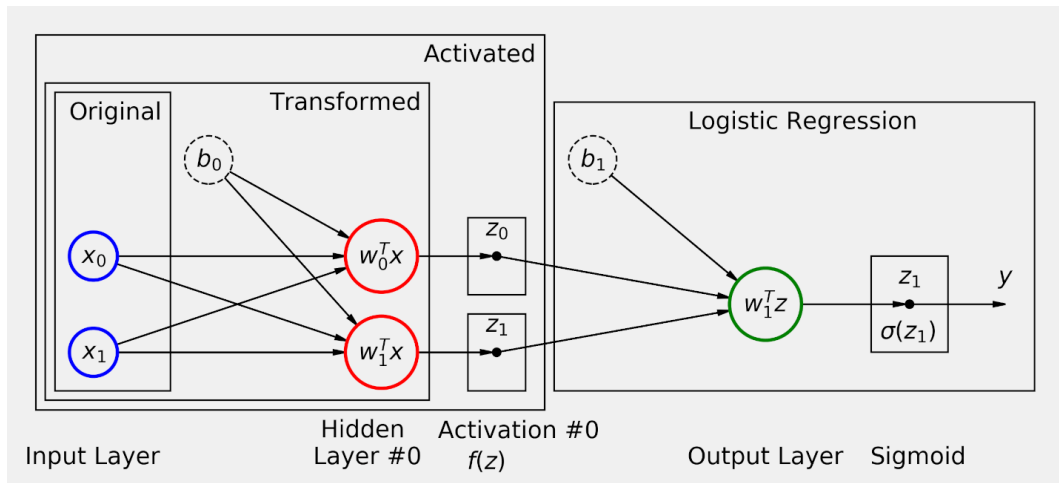 Activated
Transformed
Original
Logistic Regression
b₀
b₁
x₀
w₀ᵀx
z₀
x₁
w₁ᵀx
z₁
w₁ᵀz
z₁
σ(z₁)
y
Hidden
Layer #0
Activation #0
f(z)
Input Layer
Output Layer
Sigmoid